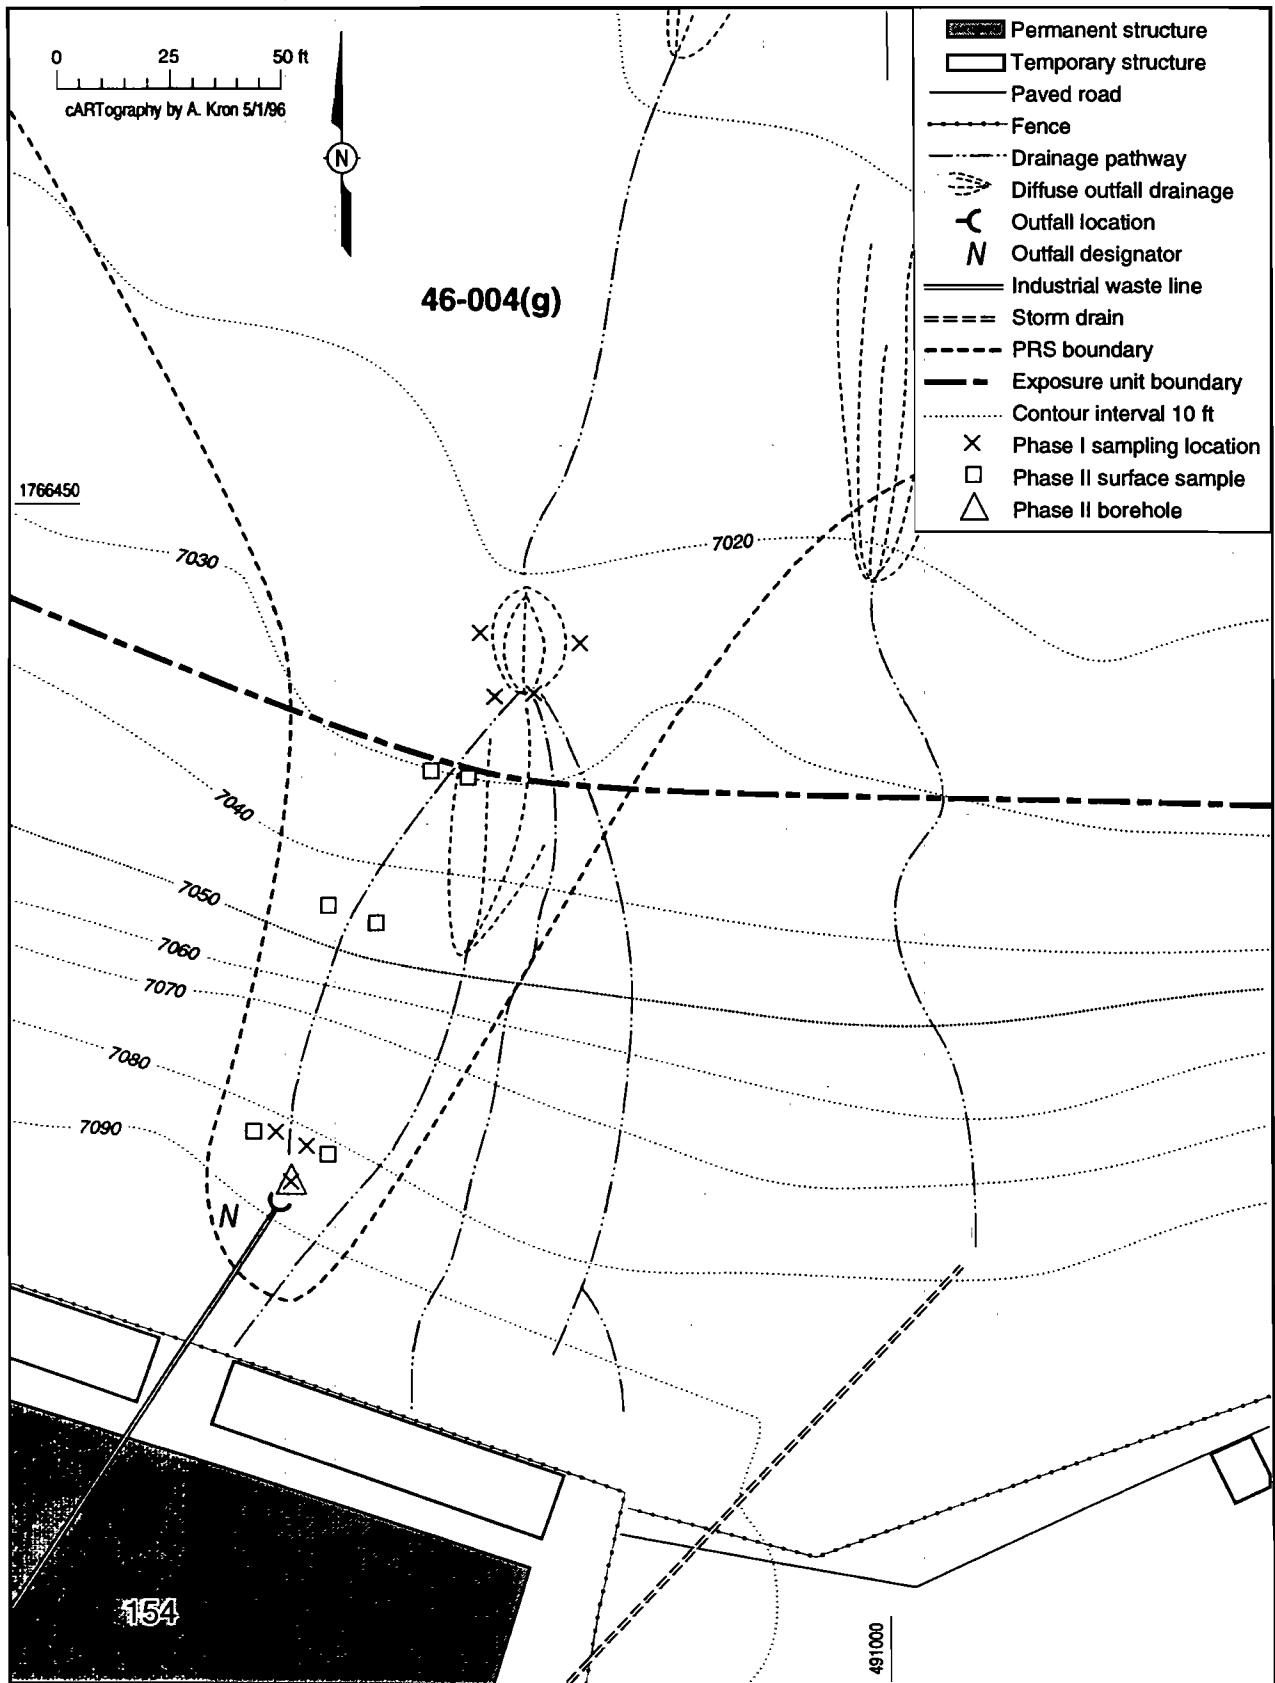 0 25 50 ft
cARTography by A. Kron 5/1/96
N
Permanent structure
Temporary structure
Paved road
Fence
Drainage pathway
Diffuse outfall drainage
Outfall location
N Outfall designator
Industrial waste line
Storm drain
PRS boundary
Exposure unit boundary
Contour interval 10 ft
Phase I sampling location
Phase II surface sample
Phase II borehole
46-004(g)
1766450
7020
7030
7040
7050
7060
7070
7080
7090
N
154
491000